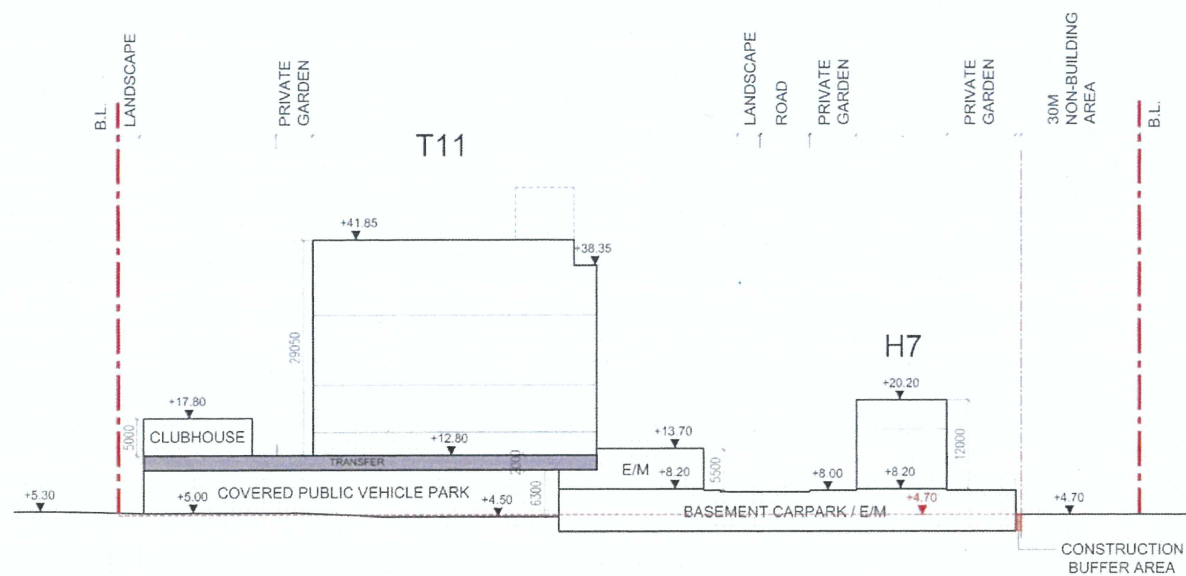 B.L.
LANDSCAPE
PRIVATE
GARDEN
LANDSCAPE
ROAD
PRIVATE
GARDEN
PRIVATE
GARDEN
30M
NON-BUILDING
AREA
B.L.
T11
+41.85
+38.35
29050
H7
+20.20
+17.80
5000
CLUBHOUSE
+12.80
+13.70
12000
TRANSFER
2000
E/M
+8.20
5500
+8.00
+8.20
+5.30
+5.00
COVERED PUBLIC VEHICLE PARK
+4.50
6300
BASEMENT CARPARK / E/M
+4.70
+4.70
CONSTRUCTION
BUFFER AREA